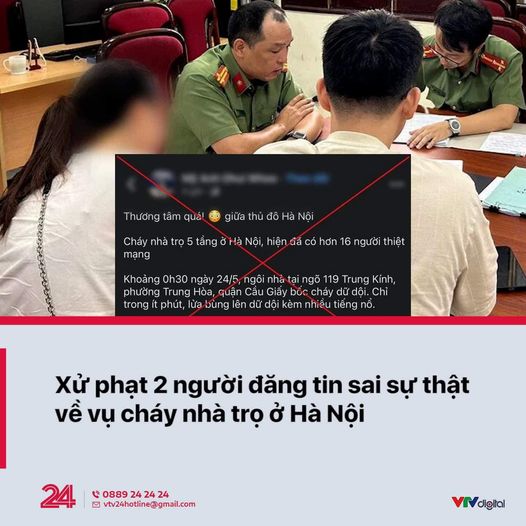 Thương tâm quá! 😳 giữa thủ đô Hà Nội
Cháy nhà trọ 5 tầng ở Hà Nội, hiện đã có hơn 16 người thiệt
mạng
Khoảng 0h30 ngày 24/5, ngôi nhà tại ngõ 119 Trung Kính,
phường Trung Hòa, quận Cầu Giấy bốc cháy dữ dội. Chỉ
trong ít phút, lửa bùng lên dữ dội kèm nhiều tiếng nổ.
Xử phạt 2 người đăng tin sai sự thật
về vụ cháy nhà trọ ở Hà Nội
24
0889 24 24 24
vtv24hotline@gmail.com
VTV digital